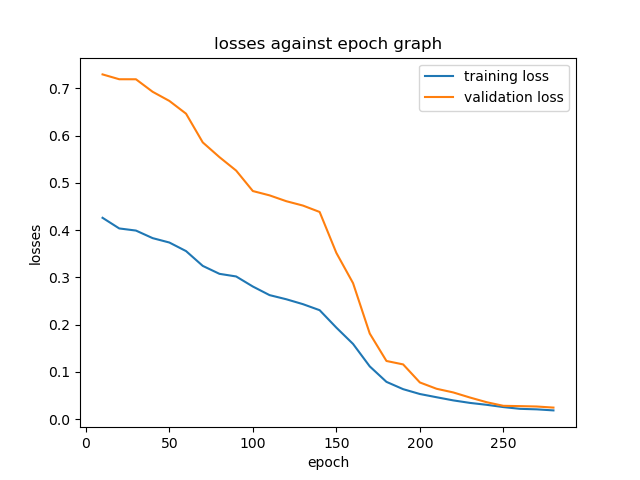 losses against epoch graph
training loss
validation loss
0.7
0.6
0.5
0.4
0.3
0.2
0.1
0.0
losses
0
50
100
150
200
250
epoch